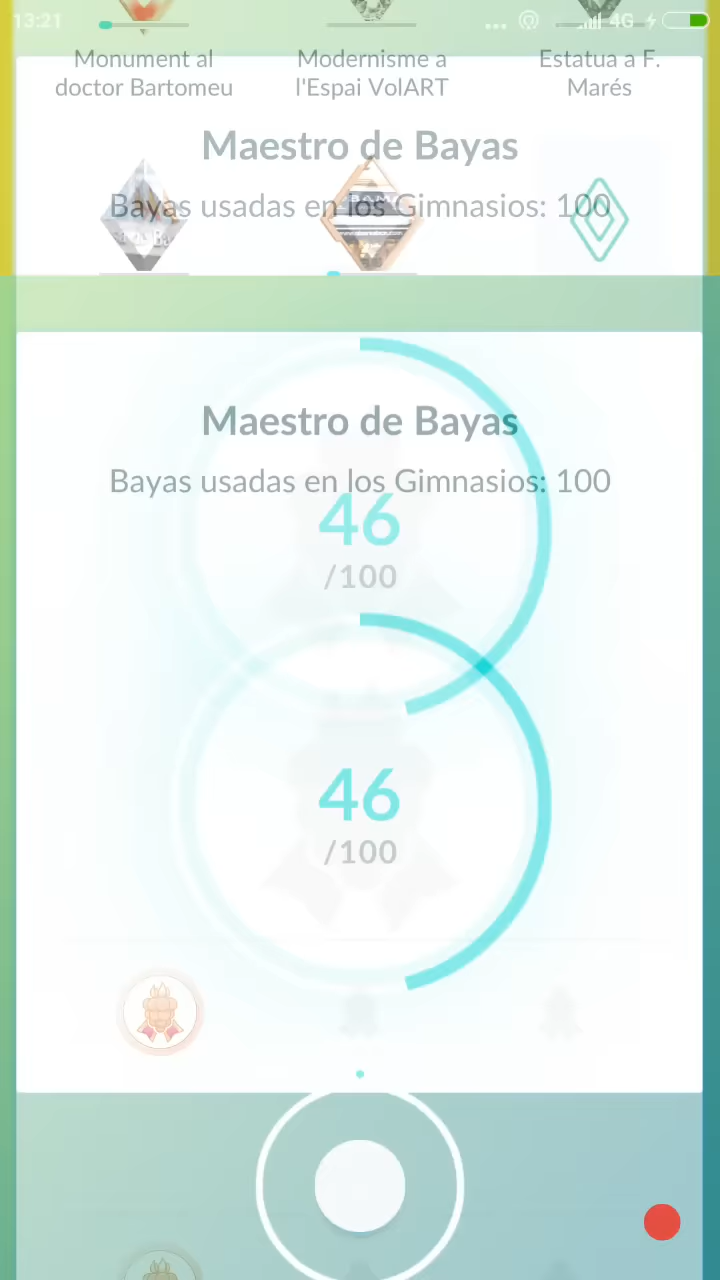 13:21
4G
Monument al
doctor Bartomeu
Modernisme a
l'Espai VolART
Estatua a F.
Marés
Maestro de Bayas
Bayas usadas en los Gimnasios: 100
Maestro de Bayas
Bayas usadas en los Gimnasios: 100
46
/100
46
/100